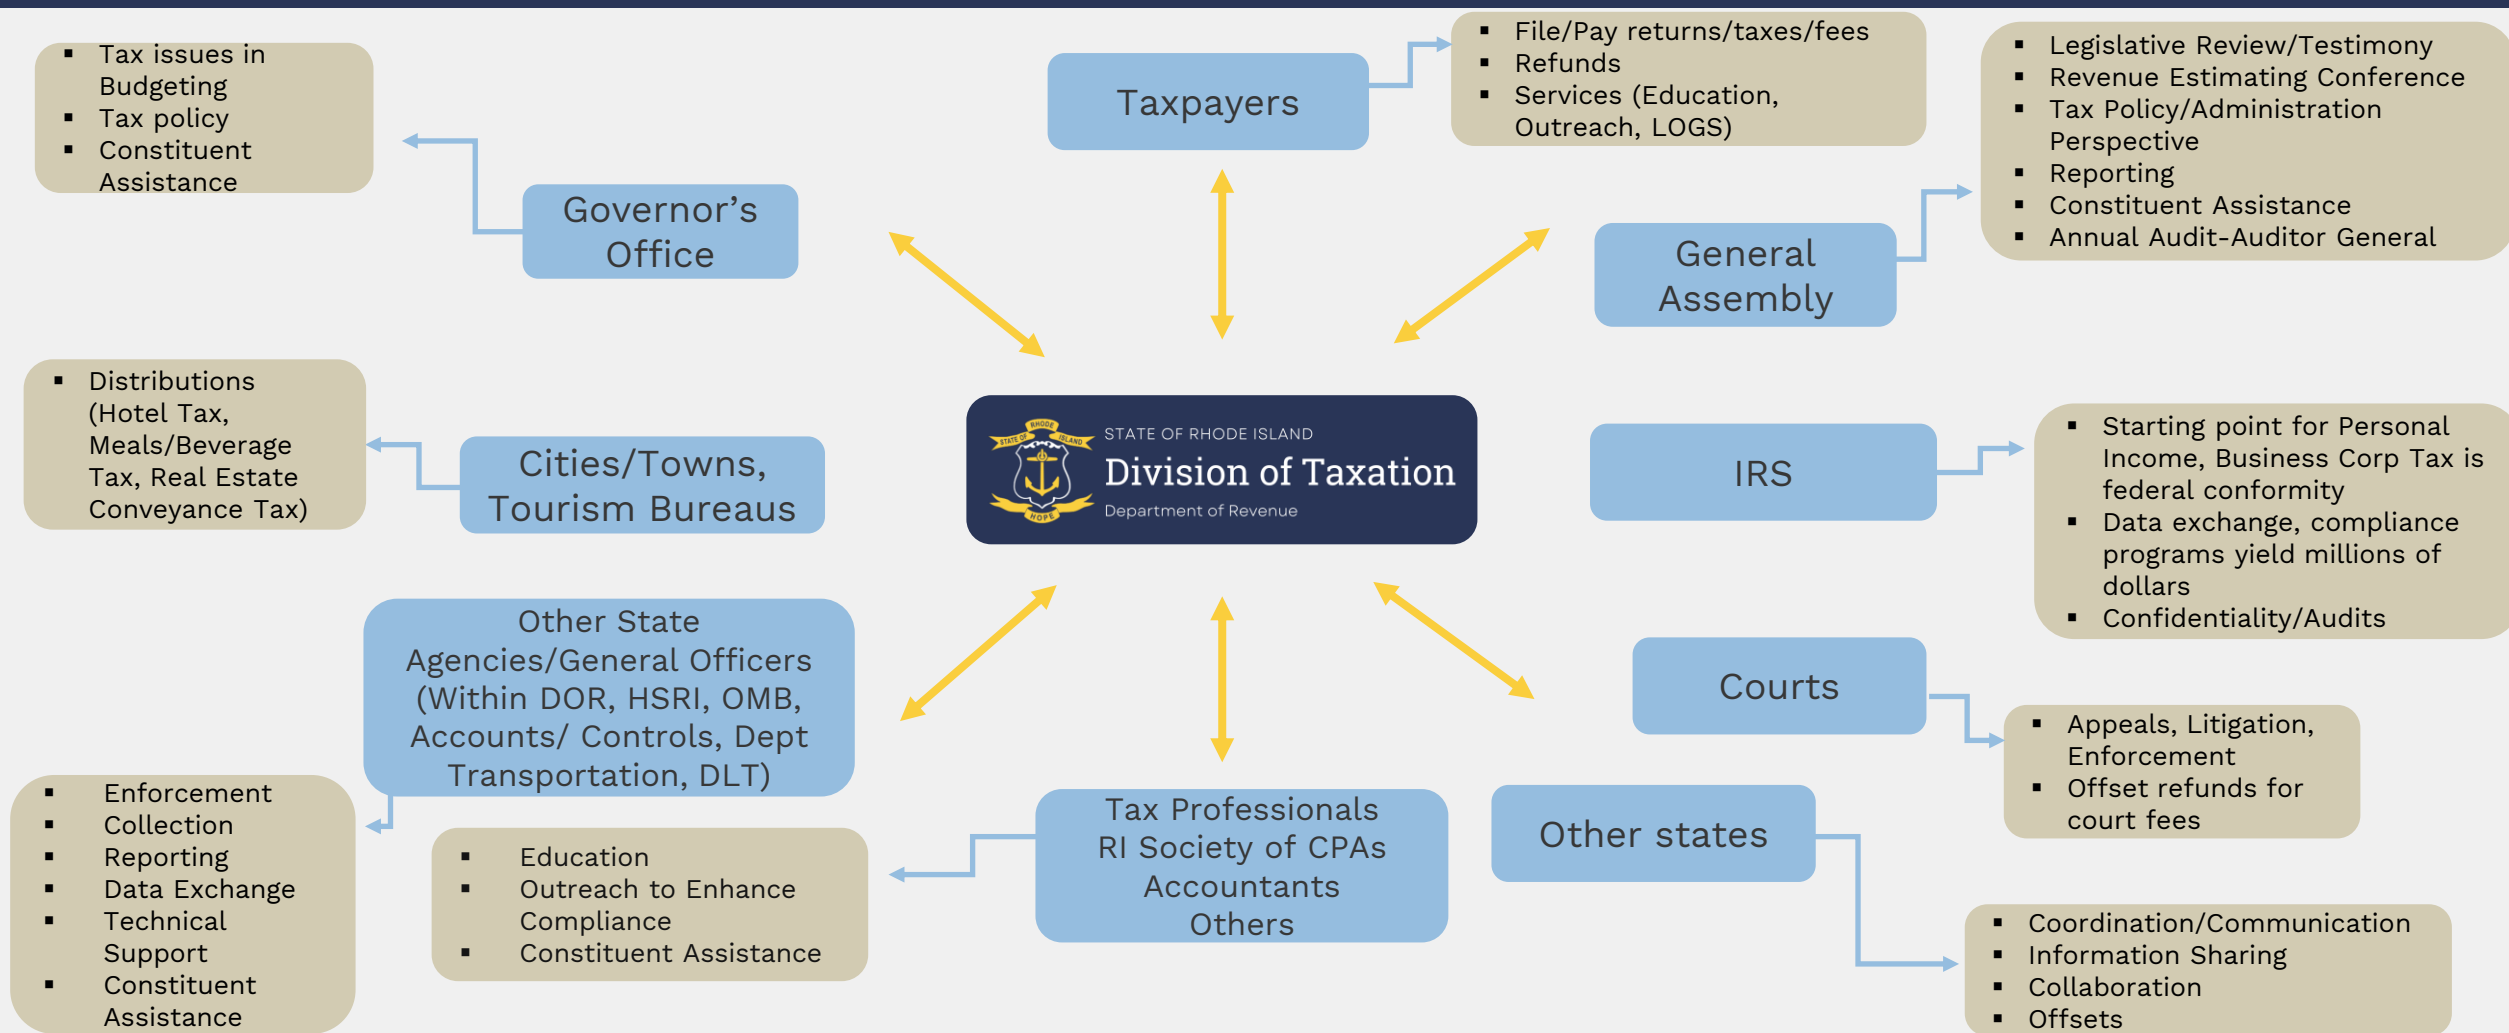 ▪ Tax issues in
Budgeting
▪ Tax policy
▪ Constituent
Assistance
Governor’s
Office
Taxpayers
▪ File/Pay returns/taxes/fees
▪ Refunds
▪ Services (Education,
Outreach, LOGS)
▪ Legislative Review/Testimony
▪ Revenue Estimating Conference
▪ Tax Policy/Administration
Perspective
▪ Reporting
▪ Constituent Assistance
▪ Annual Audit-Auditor General
General
Assembly
▪ Distributions
(Hotel Tax,
Meals/Beverage
Tax, Real Estate
Conveyance Tax)
Cities/Towns,
Tourism Bureaus
STATE OF RHODE ISLAND
HOPE
STATE OF RHODE ISLAND
Division of Taxation
Department of Revenue
IRS
▪ Starting point for Personal
Income, Business Corp Tax is
federal conformity
▪ Data exchange, compliance
programs yield millions of
dollars
▪ Confidentiality/Audits
Other State
Agencies/General Officers
(Within DOR, HSRI, OMB,
Accounts/ Controls, Dept
Transportation, DLT)
▪ Enforcement
▪ Collection
▪ Reporting
▪ Data Exchange
▪ Technical
Support
▪ Constituent
Assistance
▪ Education
▪ Outreach to Enhance
Compliance
▪ Constituent Assistance
Tax Professionals
RI Society of CPAs
Accountants
Others
Courts
▪ Appeals, Litigation,
Enforcement
▪ Offset refunds for
court fees
Other states
▪ Coordination/Communication
▪ Information Sharing
▪ Collaboration
▪ Offsets